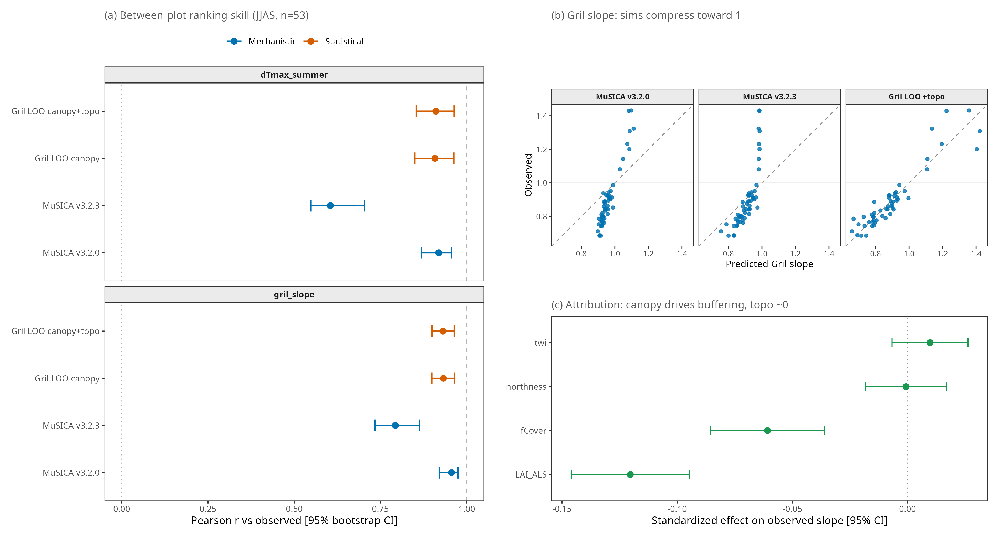 (a) Between-plot ranking skill (JJAS, n=53)
Mechanistic
Statistical
dTmax_summer
Gril LOO canopy+topo
Gril LOO canopy
MuSICA v3.2.3
MuSICA v3.2.0
gril_slope
Gril LOO canopy+topo
Gril LOO canopy
MuSICA v3.2.3
MuSICA v3.2.0
0.00 0.25 0.50 0.75 1.00
Pearson r vs observed [95% bootstrap CI]
(b) Gril slope: sims compress toward 1
MuSICA v3.2.0 MuSICA v3.2.3 Gril LOO +topo
Observed
1.4
1.2
1.0
0.8
0.8 1.0 1.2 1.4 0.8 1.0 1.2 1.4 0.8 1.0 1.2 1.4
Predicted Gril slope
(c) Attribution: canopy drives buffering, topo ~0
twi
northness
fCover
LAI_ALS
-0.15 -0.10 -0.05 0.00
Standardized effect on observed slope [95% CI]